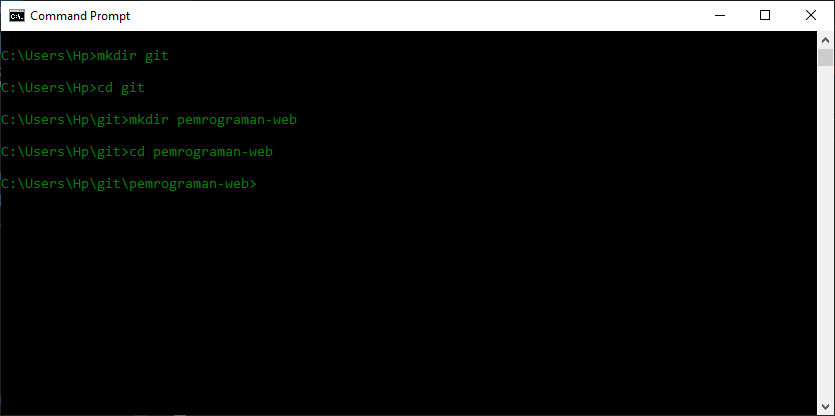 Command Prompt
C:\Users\Hp>mkdir git
C:\Users\Hp>cd git
C:\Users\Hp\git>mkdir pemrograman-web
C:\Users\Hp\git>cd pemrograman-web
C:\Users\Hp\git\pemrograman-web>